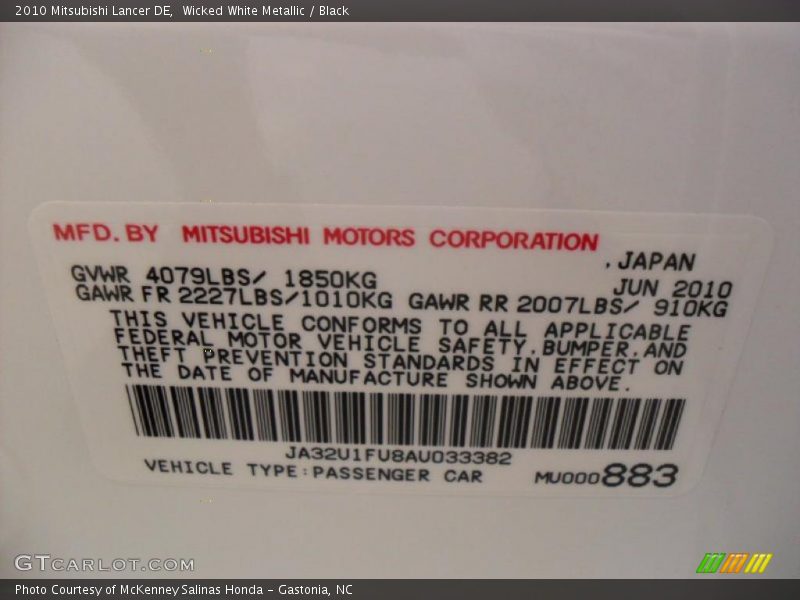 2010 Mitsubishi Lancer DE,  Wicked White Metallic / Black
MFD. BY MITSUBISHI MOTORS CORPORATION
, JAPAN
GVWR 4079LBS/ 1850KG
JUN 2010
GAWR FR 2227LBS/1010KG GAWR RR 2007LBS/ 910KG
THIS VEHICLE CONFORMS TO ALL APPLICABLE
FEDERAL MOTOR VEHICLE SAFETY, BUMPER, AND
THEFT PREVENTION STANDARDS IN EFFECT ON
THE DATE OF MANUFACTURE SHOWN ABOVE.
JA32U1FU8AU033382
VEHICLE TYPE:PASSENGER CAR
MU000883
GTCARLOT.COM
Photo Courtesy of McKenney Salinas Honda - Gastonia, NC